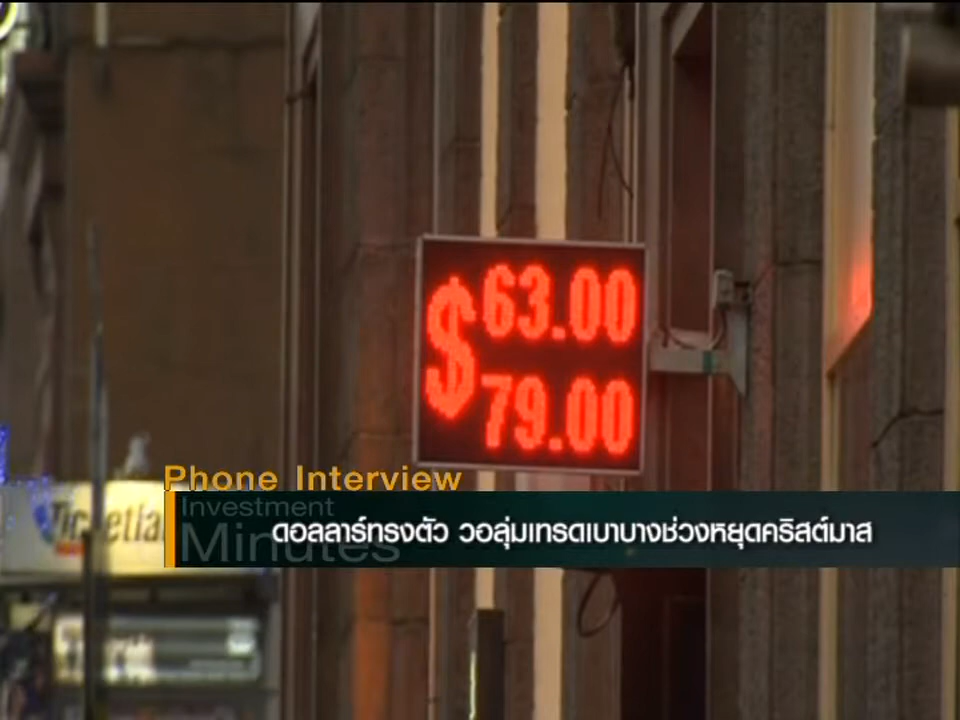 $ 63.00
79.00
Phone Interview
Investment
Minutes
ดอลลาร์ทรงตัว วอลุ่มเทรดเบาบางช่วงหยุดคริสต์มาส